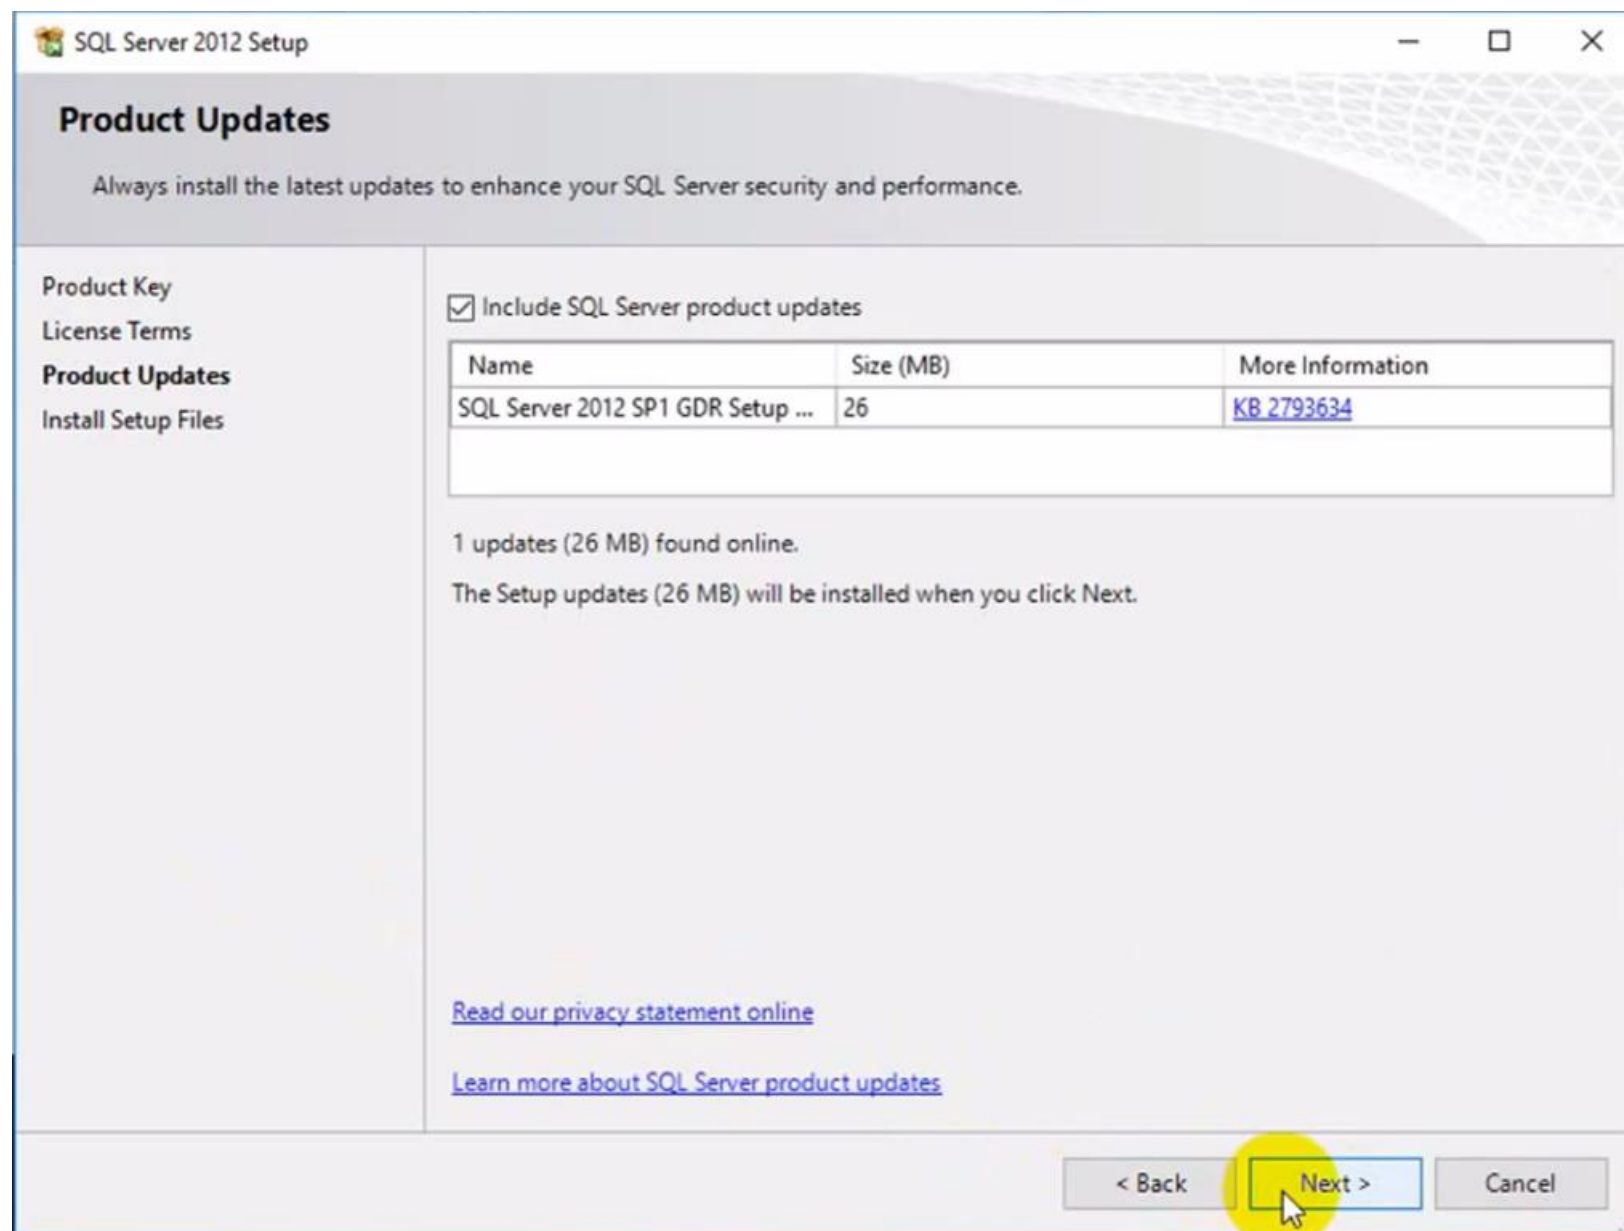 SQL Server 2012 Setup
Product Updates
Always install the latest updates to enhance your SQL Server security and performance.
Product Key
License Terms
Product Updates
Install Setup Files
Include SQL Server product updates
Name Size (MB) More Information
SQL Server 2012 SP1 GDR Setup ... 26 KB 2793634
1 updates (26 MB) found online.
The Setup updates (26 MB) will be installed when you click Next.
Read our privacy statement online
Learn more about SQL Server product updates
< Back Next > Cancel